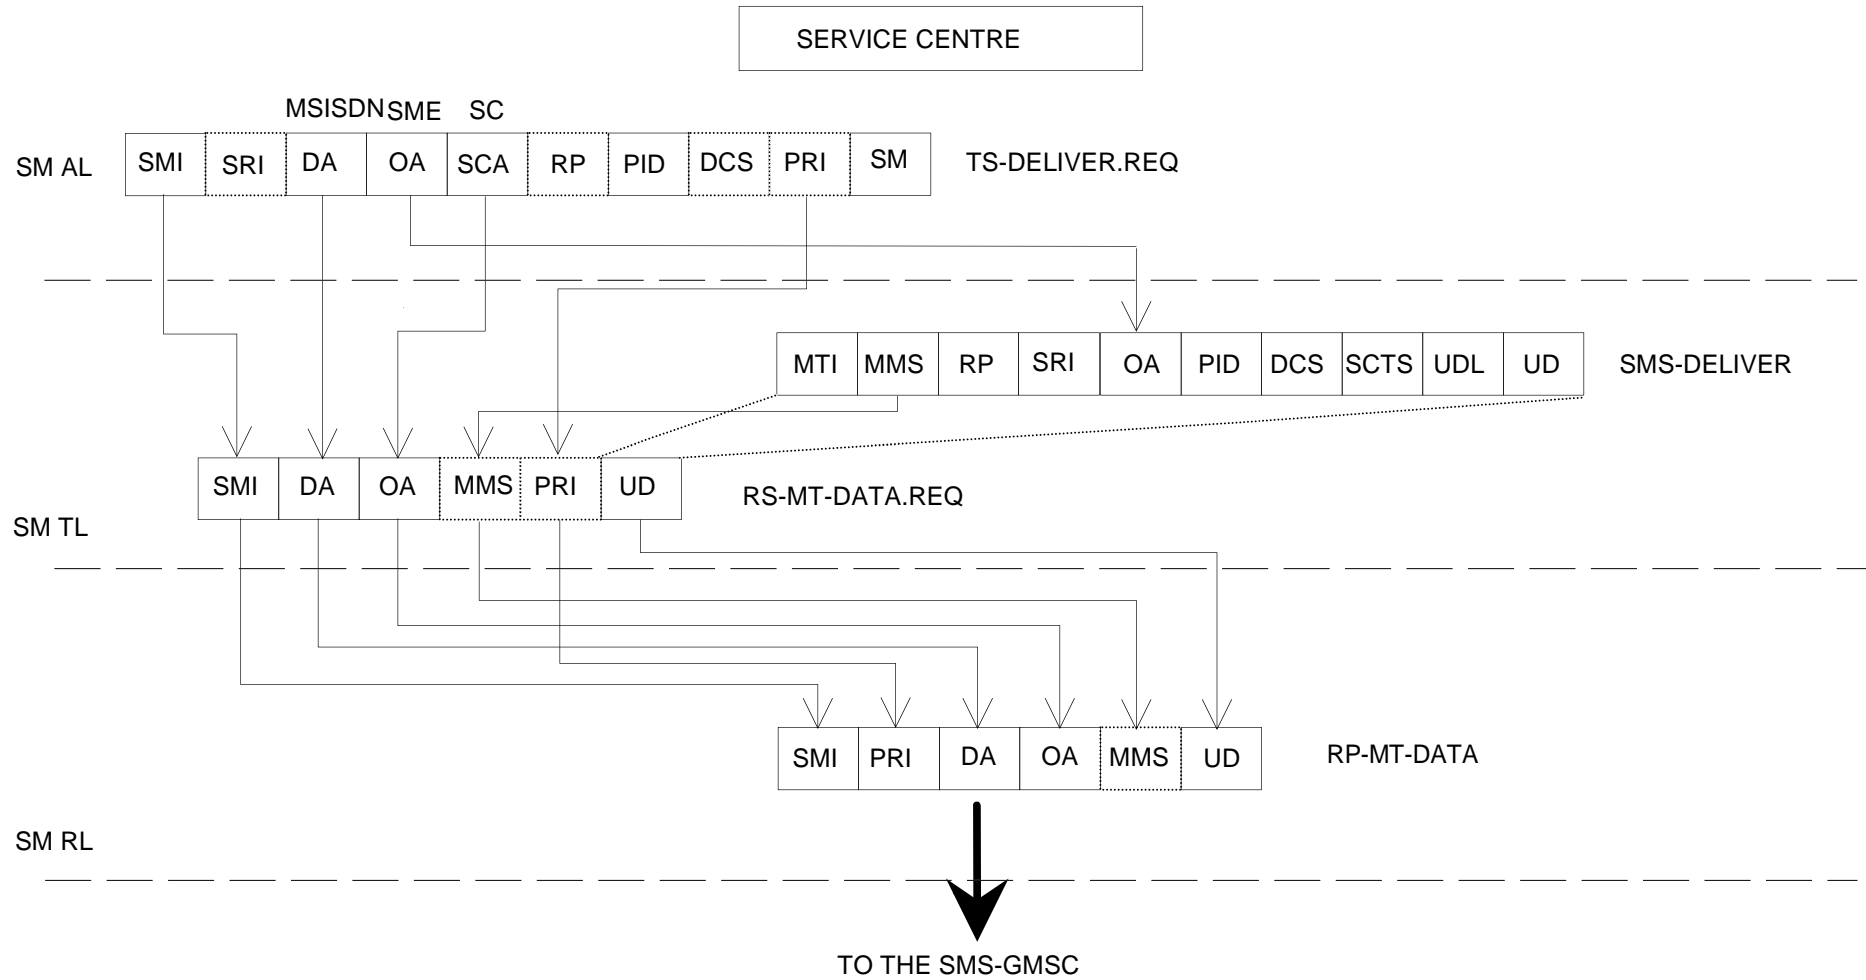 SERVICE CENTRE
MSISDN SME SC
SM AL SMI SRI DA OA SCA RP PID DCS PRI SM TS-DELIVER.REQ
MTI MMS RP SRI OA PID DCS SCTS UDL UD SMS-DELIVER
SMI DA OA MMS PRI UD RS-MT-DATA.REQ
SM TL
SMI PRI DA OA MMS UD RP-MT-DATA
SM RL
TO THE SMS-GMSC